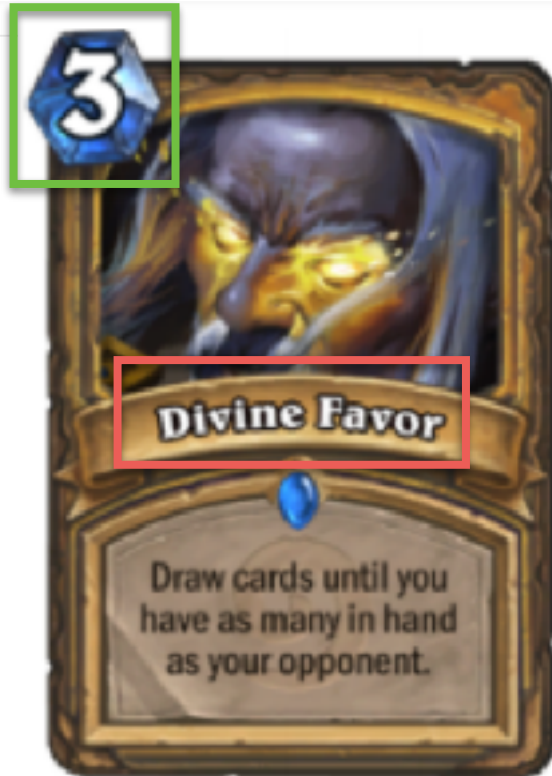 3
Divine Favor
Draw cards until you
have as many in hand
as your opponent.